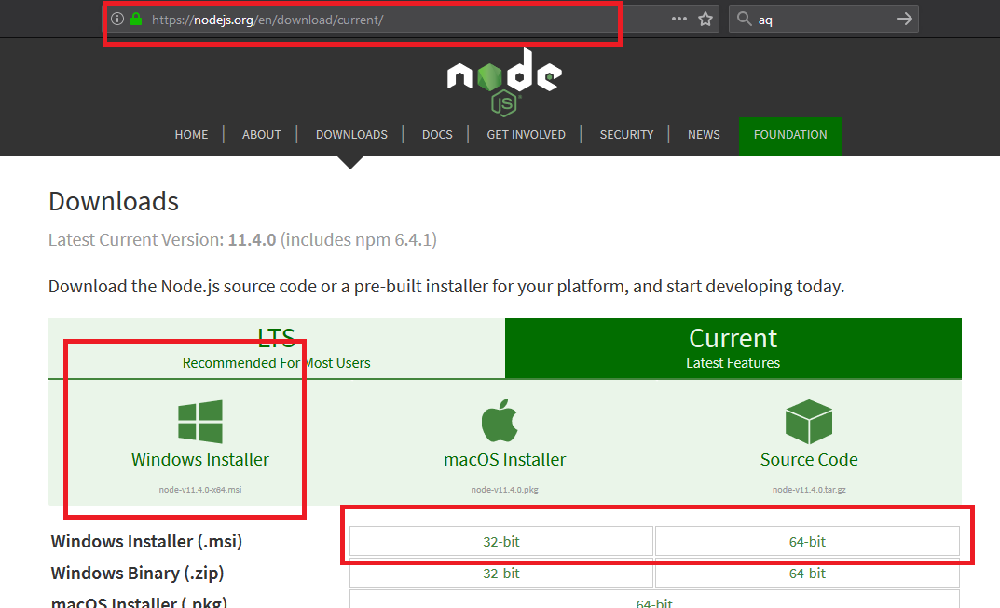 https://nodejs.org/en/download/current/
aq
node
JS
HOME ABOUT DOWNLOADS DOCS GET INVOLVED SECURITY NEWS FOUNDATION
Downloads
Latest Current Version: 11.4.0 (includes npm 6.4.1)
Download the Node.js source code or a pre-built installer for your platform, and start developing today.
LTS
Recommended For Most Users
Current
Latest Features
Windows Installer
node-v11.4.0-x64.msi
macOS Installer
node-v11.4.0.pkg
Source Code
node-v11.4.0.tar.gz
Windows Installer (.msi) 32-bit 64-bit
Windows Binary (.zip) 32-bit 64-bit
macOS Installer (.pkg) 64-bit